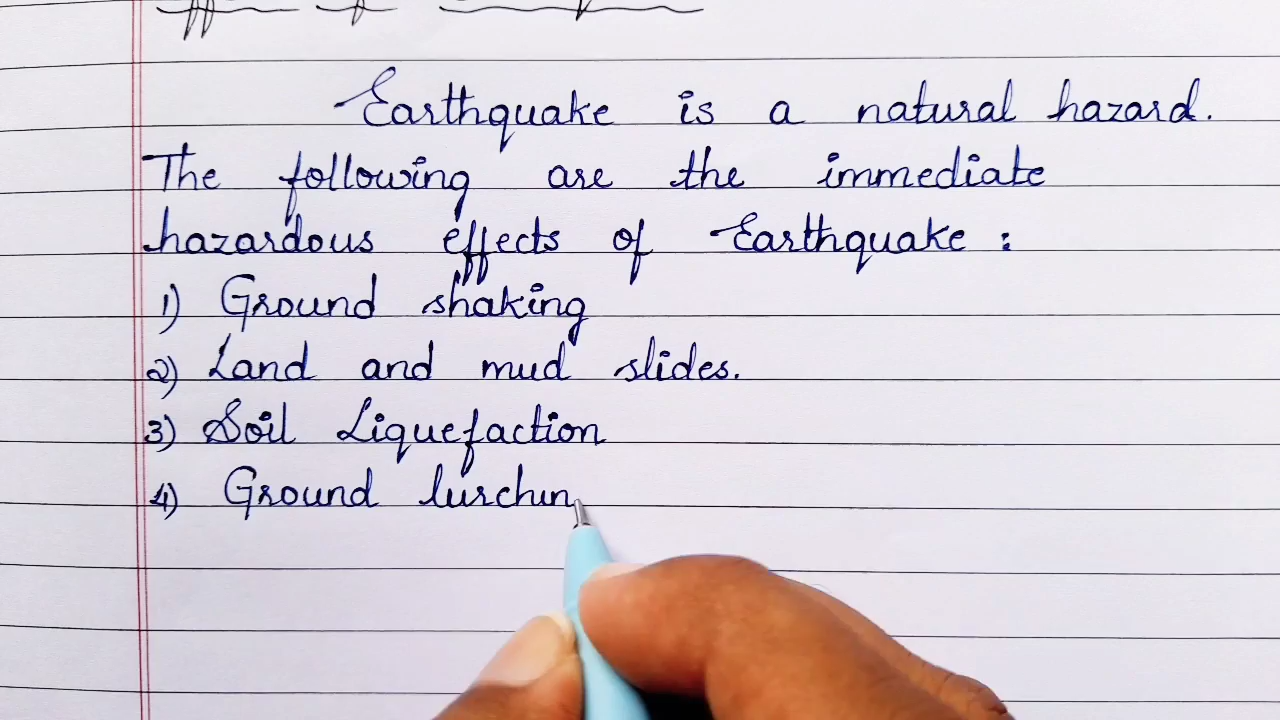 Earthquake is a natural hazard.
The following are the immediate
hazardous effects of Earthquake :
1) Ground shaking
2) Land and mud slides.
3) Soil Liquefaction
4) Ground lurchin